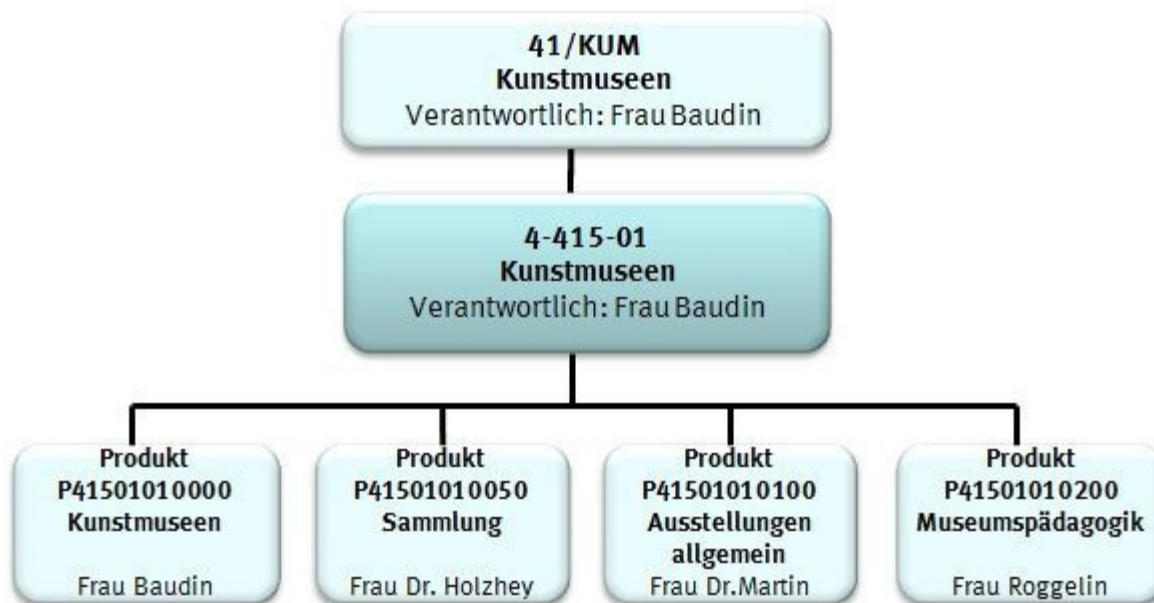 41/KUM
Kunstmuseen
Verantwortlich: Frau Baudin
4-415-01
Kunstmuseen
Verantwortlich: Frau Baudin
Produkt
P41501010000
Kunstmuseen
Frau Baudin
Produkt
P41501010050
Sammlung
Frau Dr. Holzhey
Produkt
P41501010100
Ausstellungen
allgemein
Frau Dr.Martin
Produkt
P41501010200
Museumspädagogik
Frau Roggelin